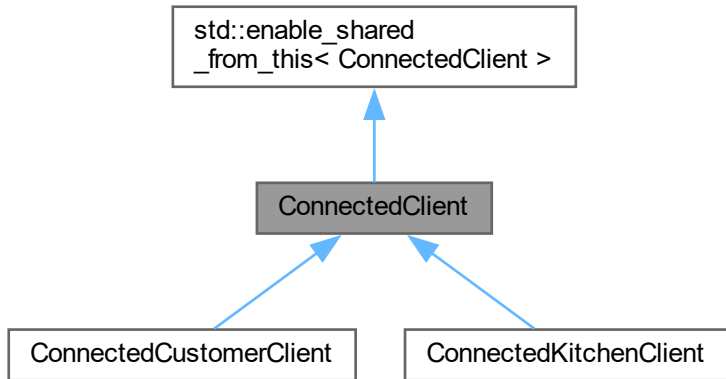 std::enable_shared
_from_this< ConnectedClient >
ConnectedClient
ConnectedCustomerClient
ConnectedKitchenClient